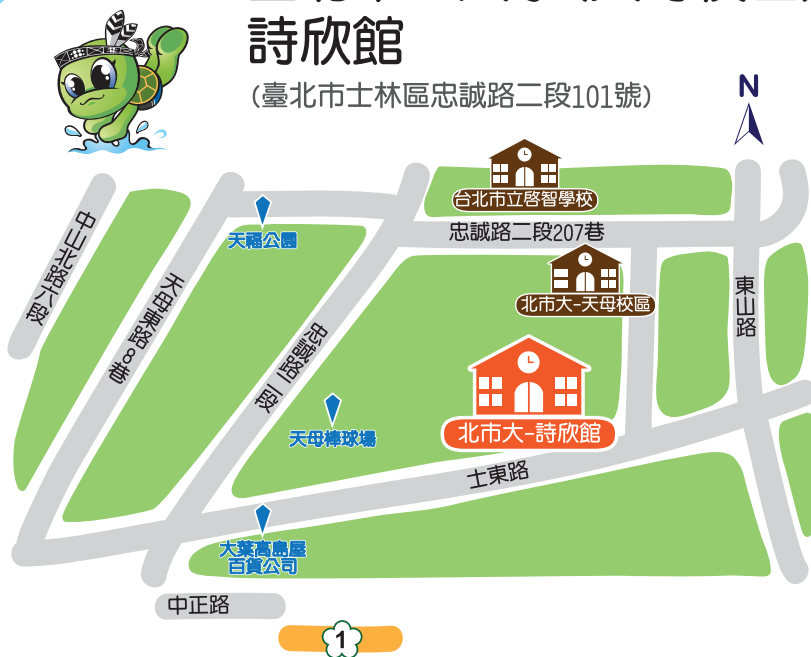 詩欣館
(臺北市士林區忠誠路二段101號)
N
台北市立啓智學校
中山北路六段
天福公園
忠誠路二段207巷
天母東路8巷
北市大-天母校區
東山路
忠誠路二段
北市大-詩欣館
天母棒球場
士東路
大葉高島屋
百貨公司
中正路
1